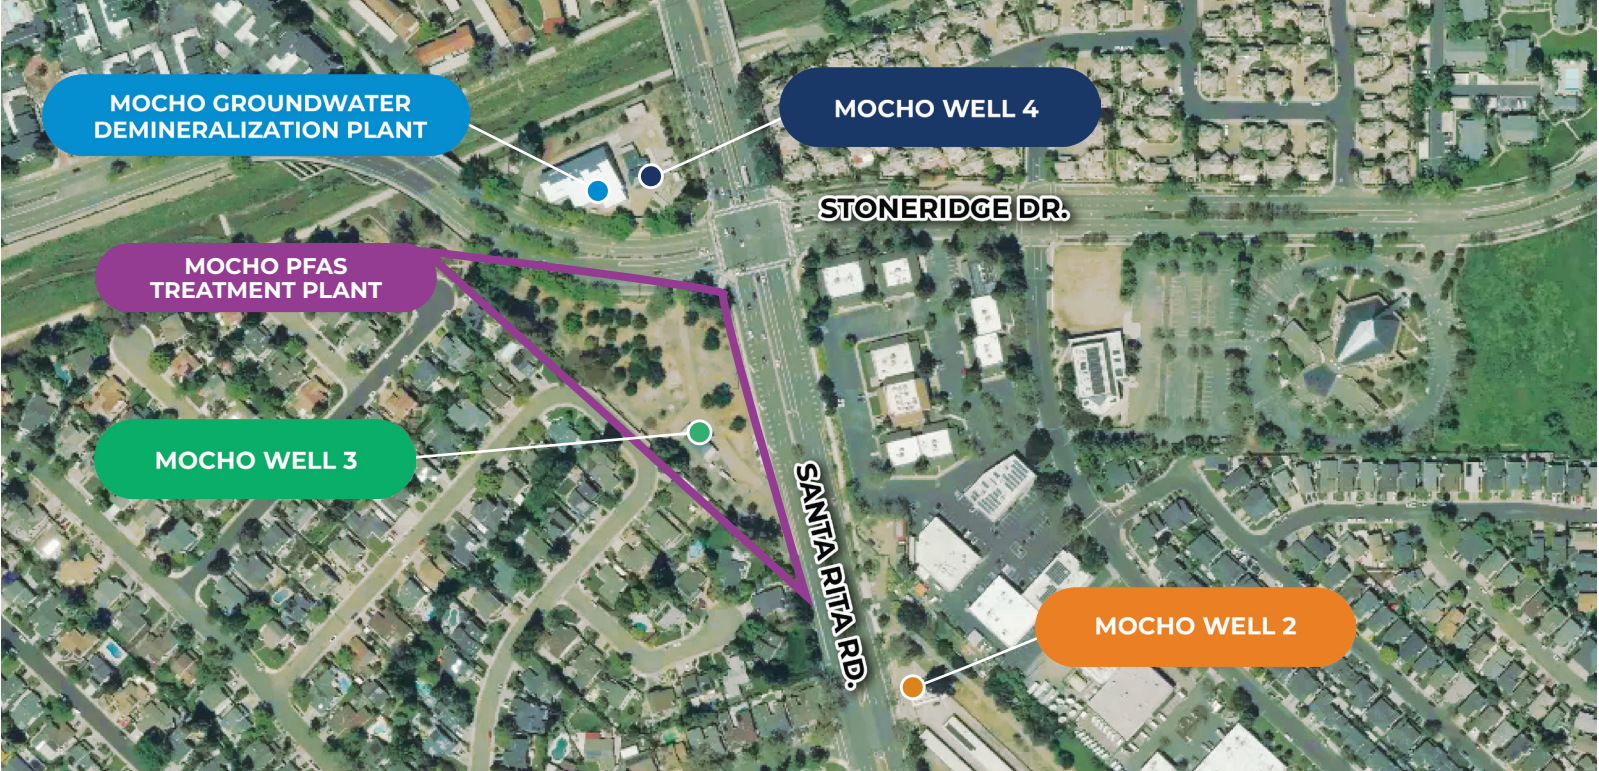 MOCHO GROUNDWATER
DEMINERALIZATION PLANT
MOCHO WELL 4
STONERIDGE DR.
MOCHO PFAS
TREATMENT PLANT
MOCHO WELL 3
SANTA RITA RD.
MOCHO WELL 2